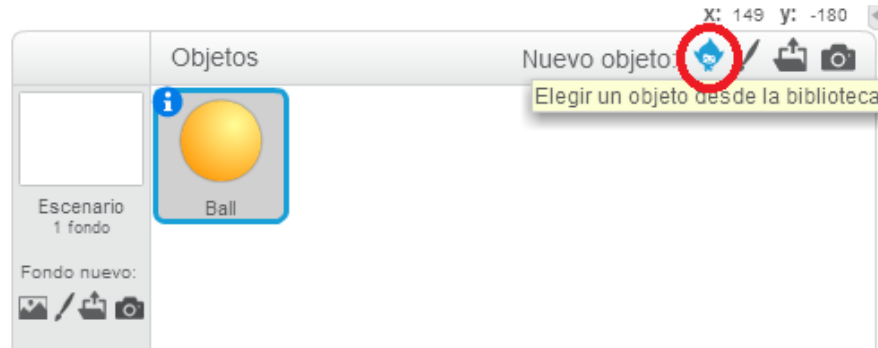 x: 149 y: -180
Objetos
Nuevo objeto:
Elegir un objeto desde la biblioteca
Ball
Escenario
1 fondo
Fondo nuevo: